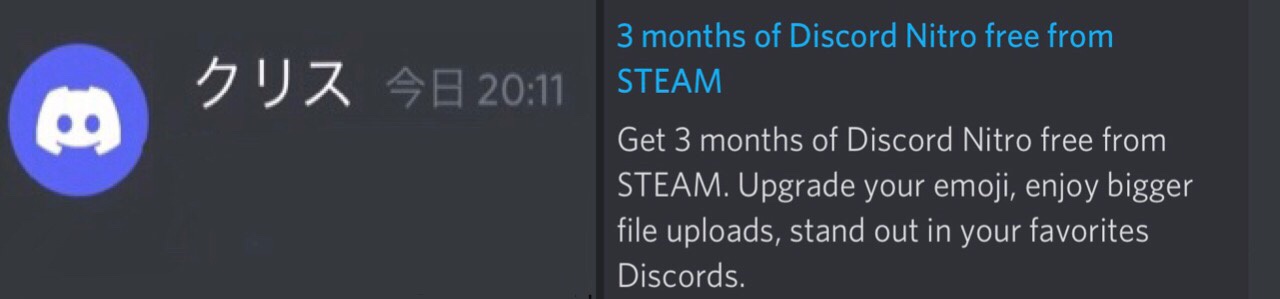 クリス 今日 20:11
3 months of Discord Nitro free from
STEAM
Get 3 months of Discord Nitro free from
STEAM. Upgrade your emoji, enjoy bigger
file uploads, stand out in your favorites
Discords.